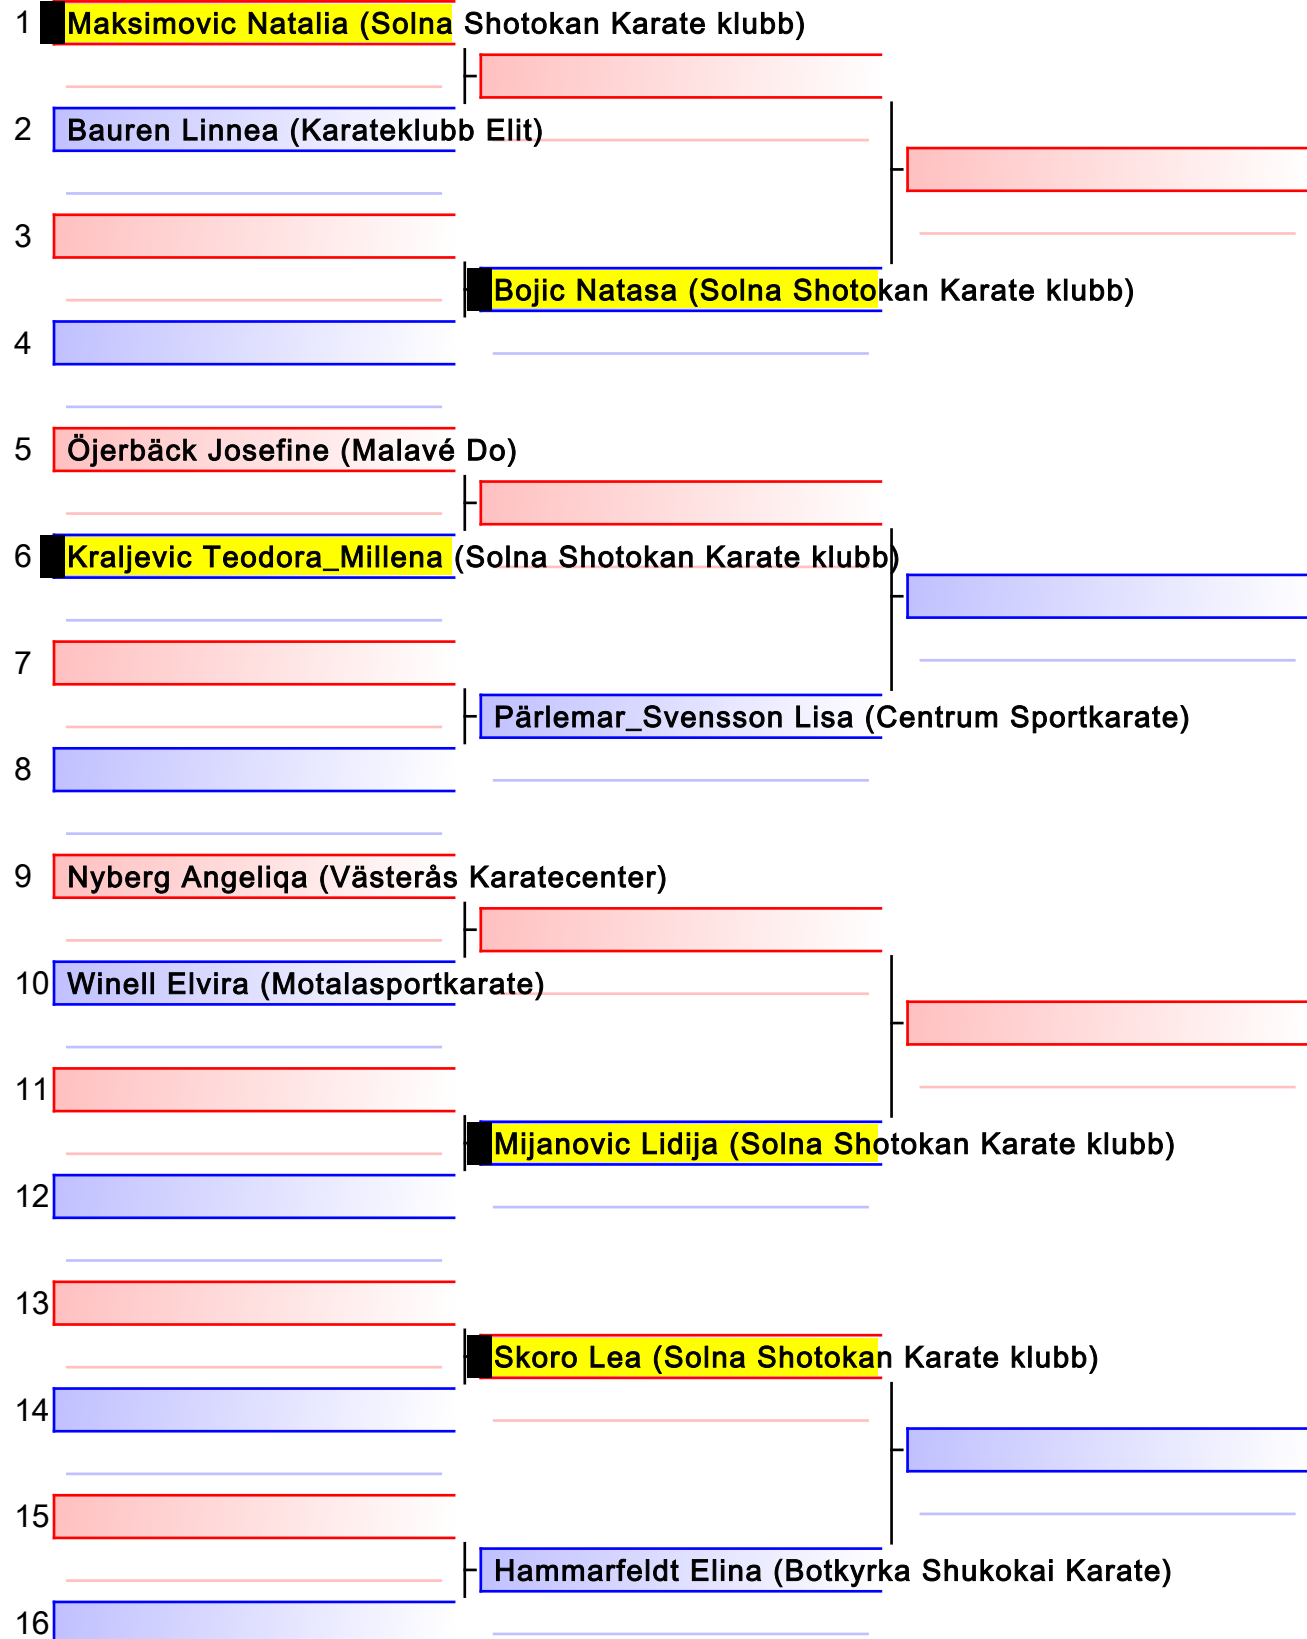 1 Maksimovic Natalia (Solna Shotokan Karate klubb)
2 Bauren Linnea (Karateklubb Elit)
3
Bojic Natasa (Solna Shotokan Karate klubb)
4
5 Öjerbäck Josefine (Malavé Do)
6 Kraljevic Teodora_Millena (Solna Shotokan Karate klubb)
7
Pärlemar_Svensson Lisa (Centrum Sportkarate)
8
9 Nyberg Angeliqa (Västerås Karatecenter)
10 Winell Elvira (Motalasportkarate)
11
Mijanovic Lidija (Solna Shotokan Karate klubb)
12
13
Skoro Lea (Solna Shotokan Karate klubb)
14
15
Hammarfeldt Elina (Botkyrka Shukokai Karate)
16